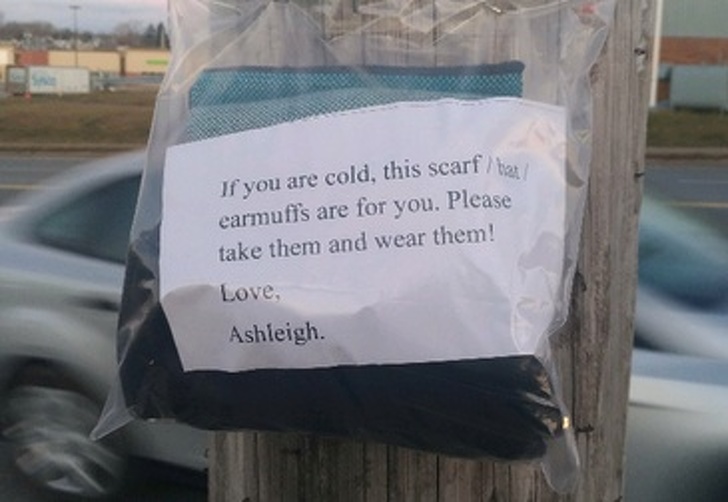 If you are cold, this scarf / hat /
earmuffs are for you. Please
take them and wear them!
Love,
Ashleigh.